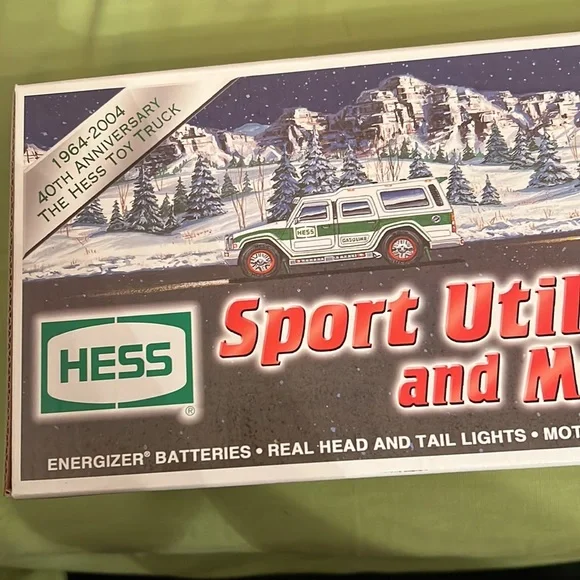 1964-2004
40TH ANNIVERSARY
THE HESS TOY TRUCK
HESS
GASOLINE
Sport Util
and M
HESS®
ENERGIZER® BATTERIES • REAL HEAD AND TAIL LIGHTS • MOT